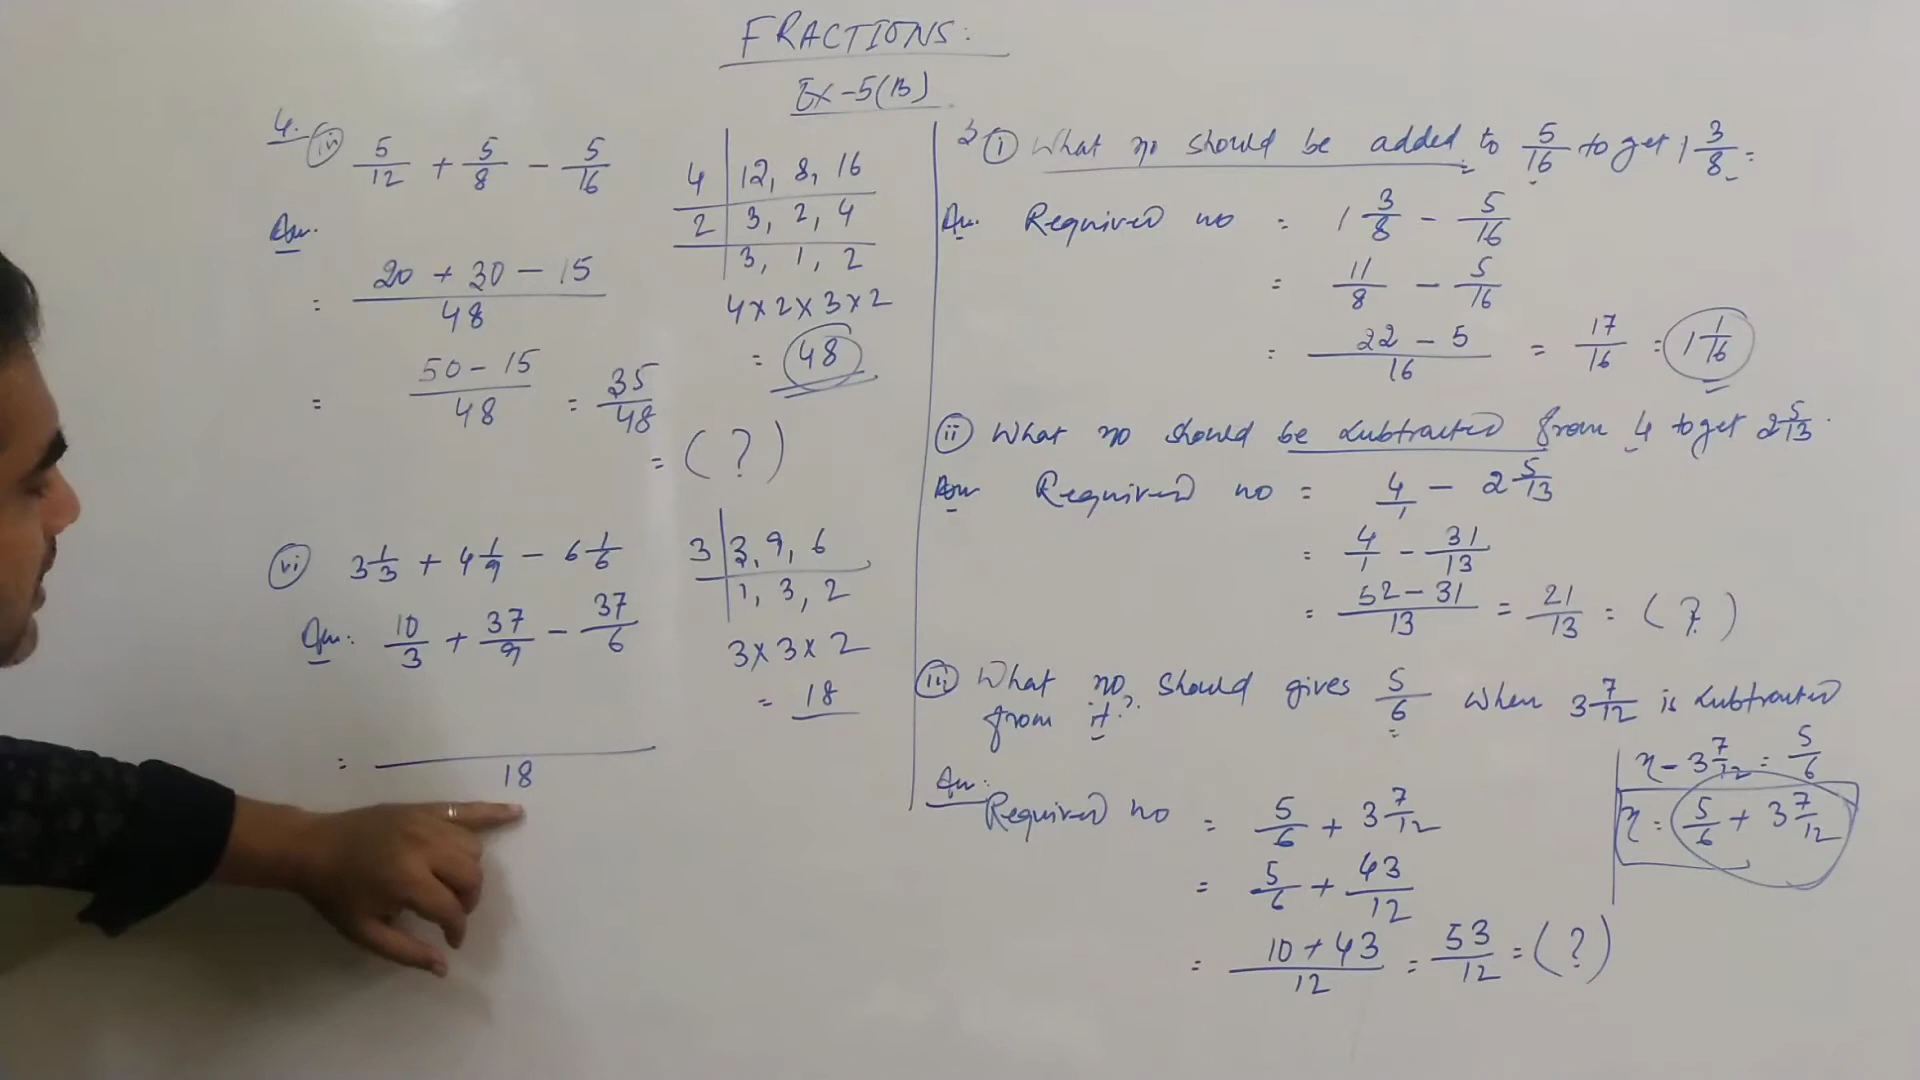 FRACTIONS:
Ex-5(B)
4. (iv) 5/12 + 5/8 - 5/16
Ans.
= 20 + 30 - 15 / 48
= 50 - 15 / 48 = 35/48
= (?)
4 | 12, 8, 16
2 | 3, 2, 4
3, 1, 2
4×2×3×2
= 48
(vi) 3 1/3 + 4 1/9 - 6 1/6
Ans. 10/3 + 37/9 - 37/6
= /18
3 | 3, 9, 6
1, 3, 2
3×3×2
= 18
(i) What no should be added to 5/16 to get 1 3/8 =
Ans. Required no = 1 3/8 - 5/16
= 11/8 - 5/16
= 22 - 5 / 16 = 17/16 = 1 1/16
(ii) What no should be subtracted from 4 to get 2 5/13.
Ans Required no = 4/1 - 2 5/13
= 4/1 - 31/13
= 52 - 31 / 13 = 21/13 = (?)
(iii) What no. should gives 5/6 when 3 7/12 is subtracted
from it?
Ans:
Required no = 5/6 + 3 7/12
= 5/6 + 43/12
= 10 + 43 / 12 = 53/12 = (?)
x - 3 7/12 = 5/6
x = 5/6 + 3 7/12